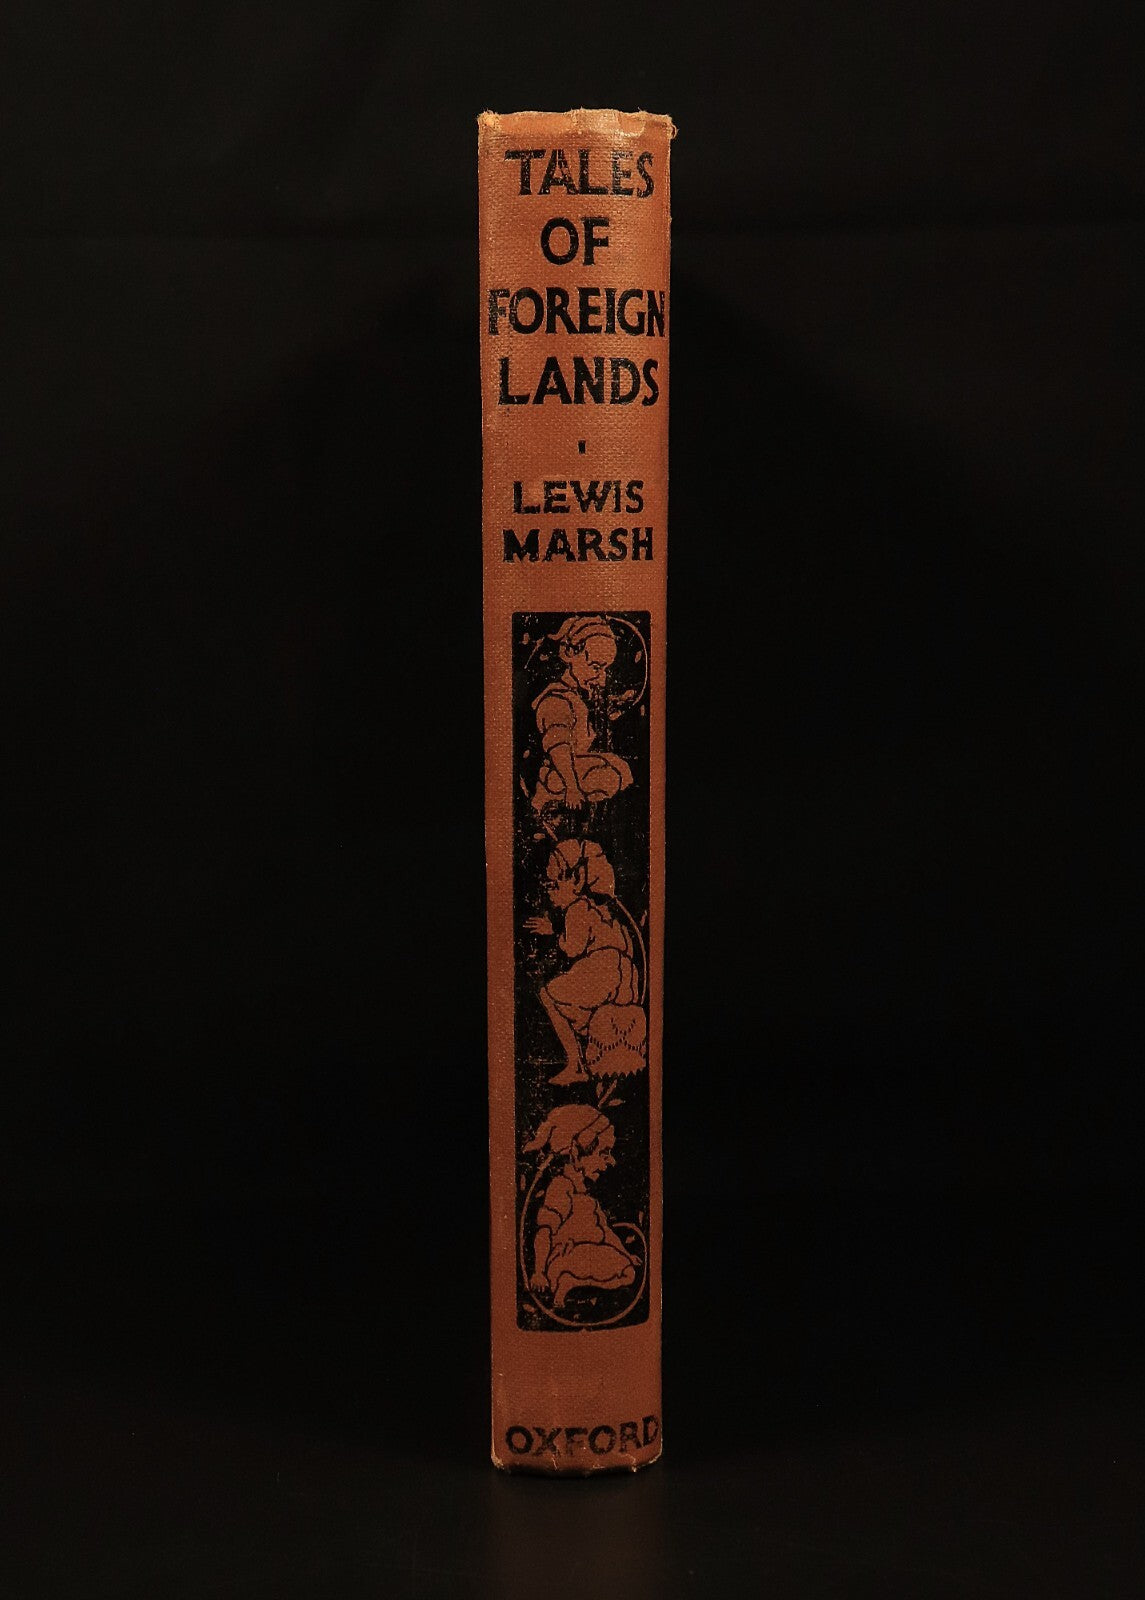 TALES
OF
FOREIGN
LANDS
LEWIS
MARSH
OXFORD